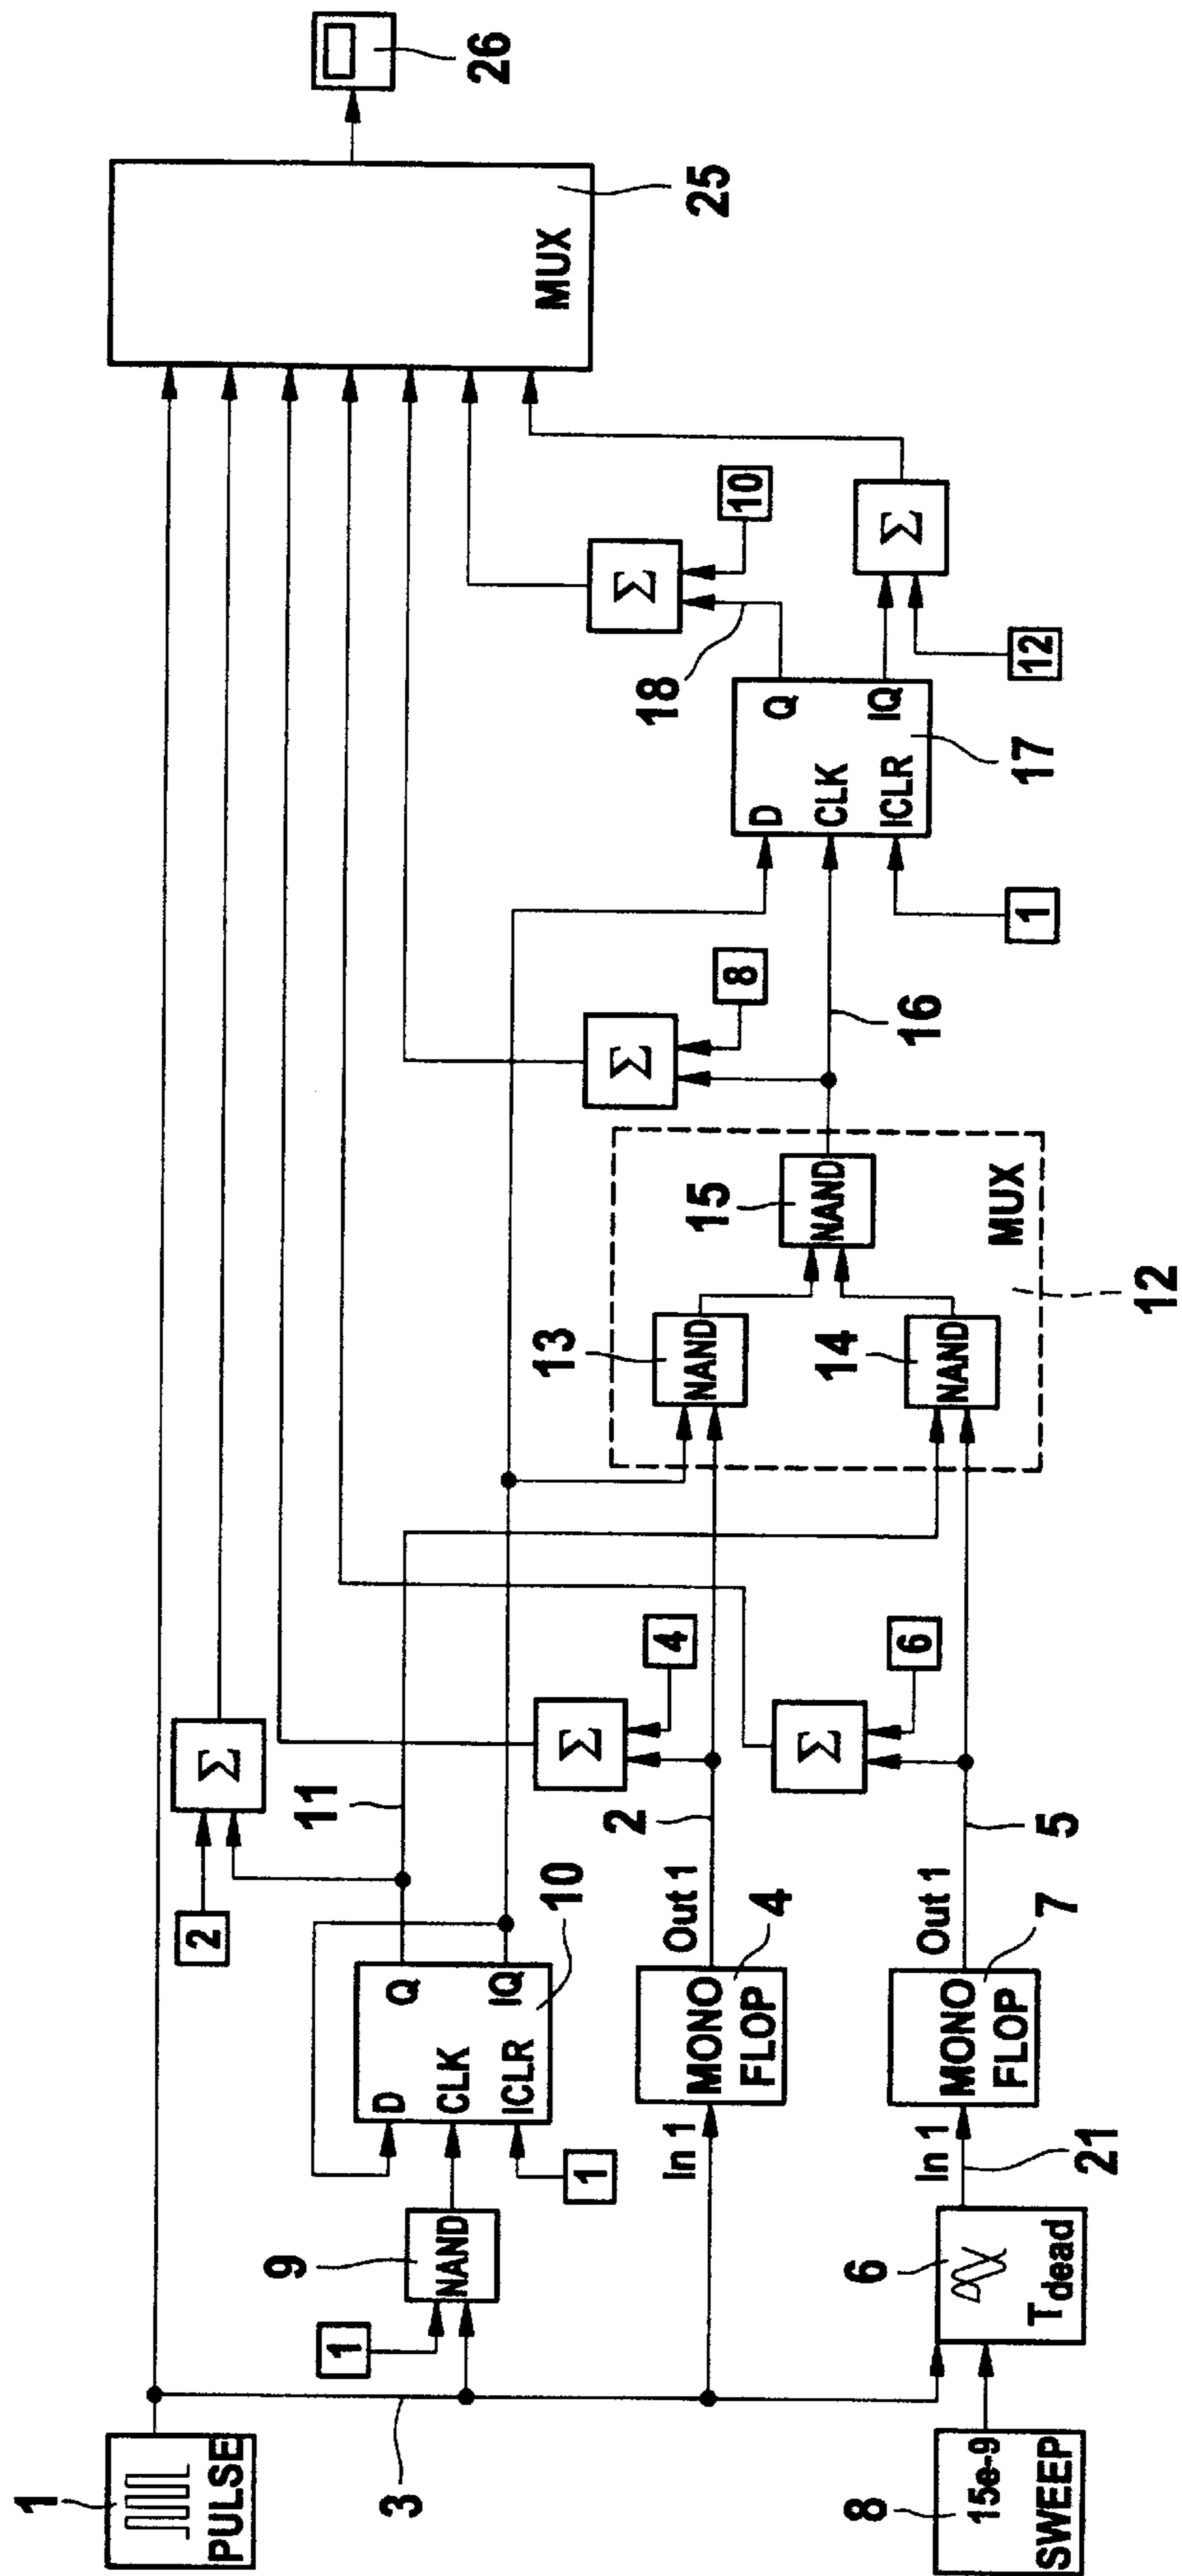 1
PULSE
3
8
15e-9
SWEEP
6
T dead
21
In 1
MONO
FLOP
7
Out 1
5
6
Σ
1
9
NAND
1
D
CLK
ICLR
Q
IQ
10
11
2
Σ
In 1
MONO
FLOP
4
Out 1
2
4
Σ
13
NAND
14
NAND
15
NAND
MUX
12
8
Σ
16
1
D
CLK
ICLR
Q
IQ
17
18
10
Σ
12
Σ
MUX
25
26